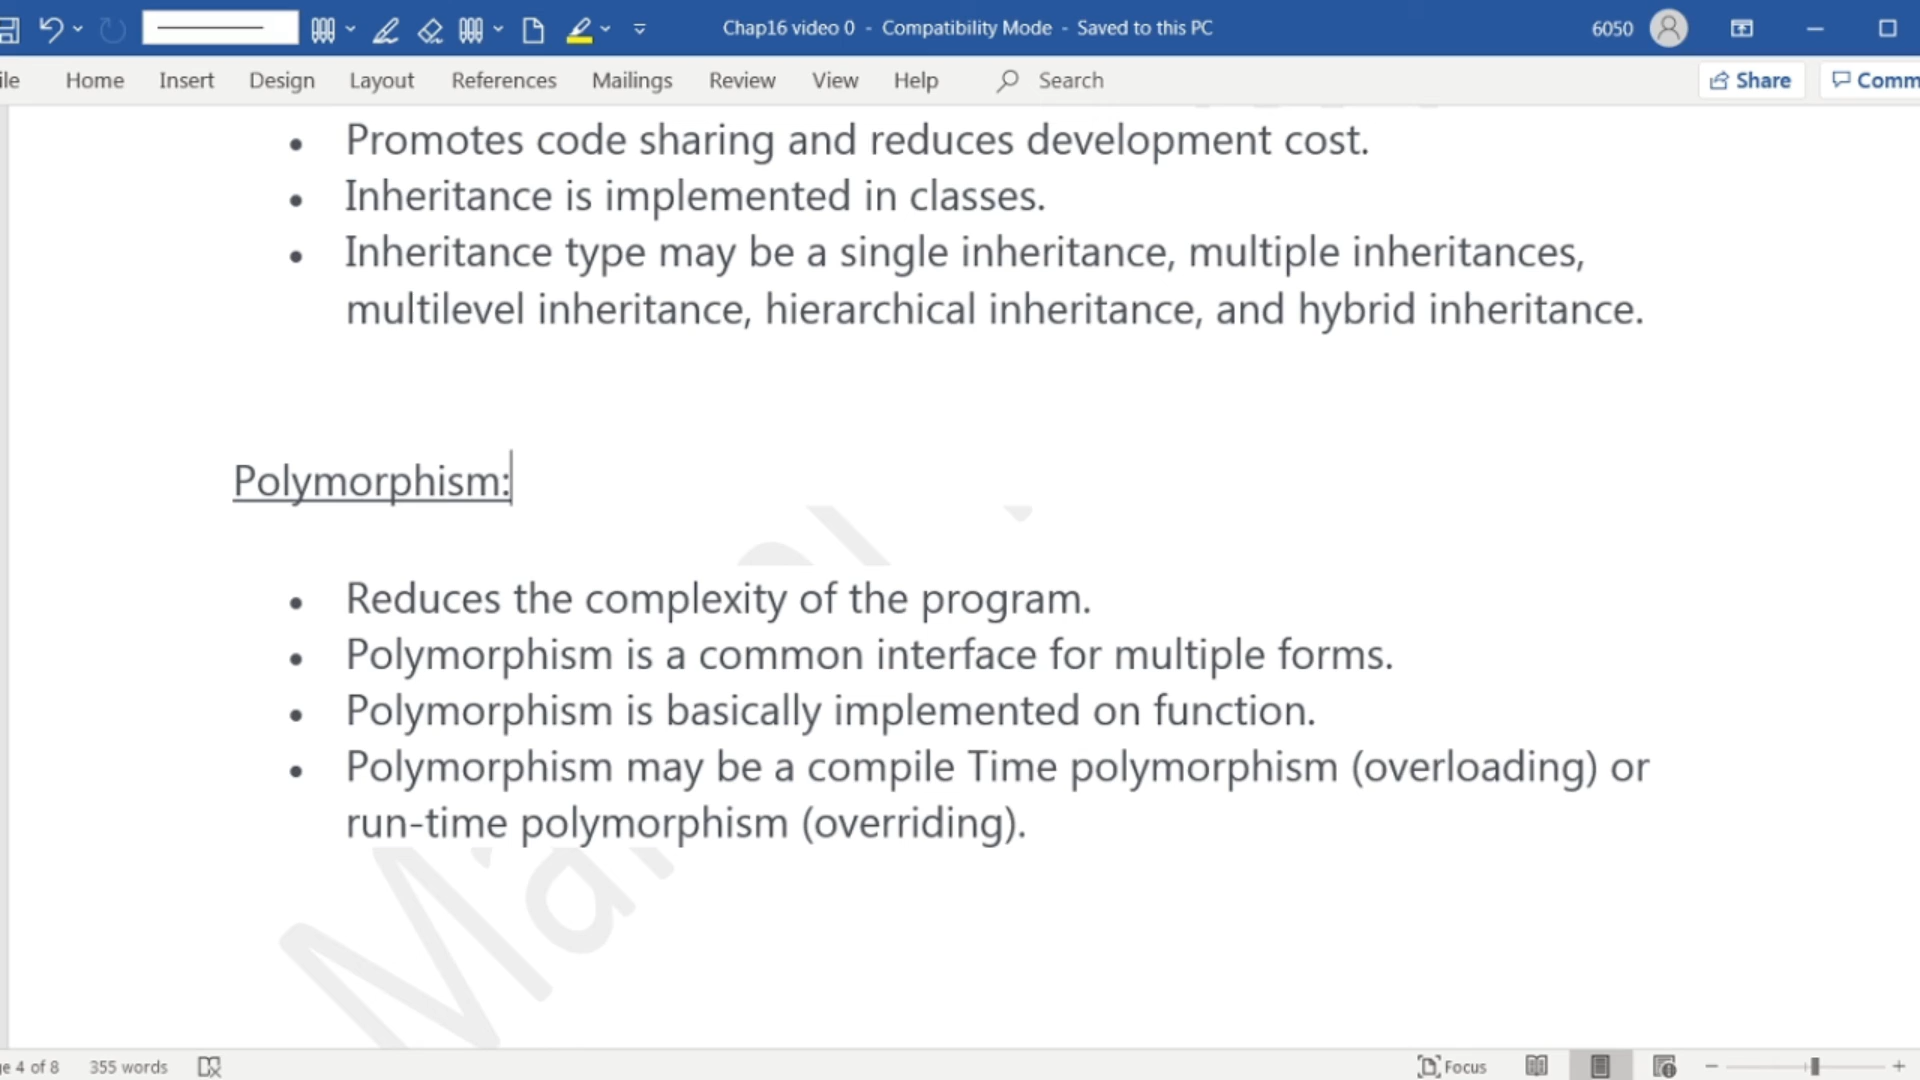 Chap16 video 0 - Compatibility Mode - Saved to this PC
6050
Home Insert Design Layout References Mailings Review View Help Search Share
• Promotes code sharing and reduces development cost.
• Inheritance is implemented in classes.
• Inheritance type may be a single inheritance, multiple inheritances,
multilevel inheritance, hierarchical inheritance, and hybrid inheritance.
Polymorphism:
• Reduces the complexity of the program.
• Polymorphism is a common interface for multiple forms.
• Polymorphism is basically implemented on function.
• Polymorphism may be a compile Time polymorphism (overloading) or
run-time polymorphism (overriding).
4 of 8 355 words Focus